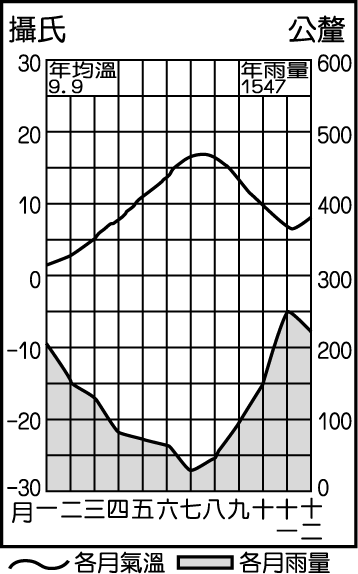 攝氏 公釐
30 年均溫 年雨量 600
9.9 1547
20 500
10 400
0 300
-10 200
-20 100
-30 0
月 一 二 三 四 五 六 七 八 九 十 十一 十二
各月氣溫 各月雨量